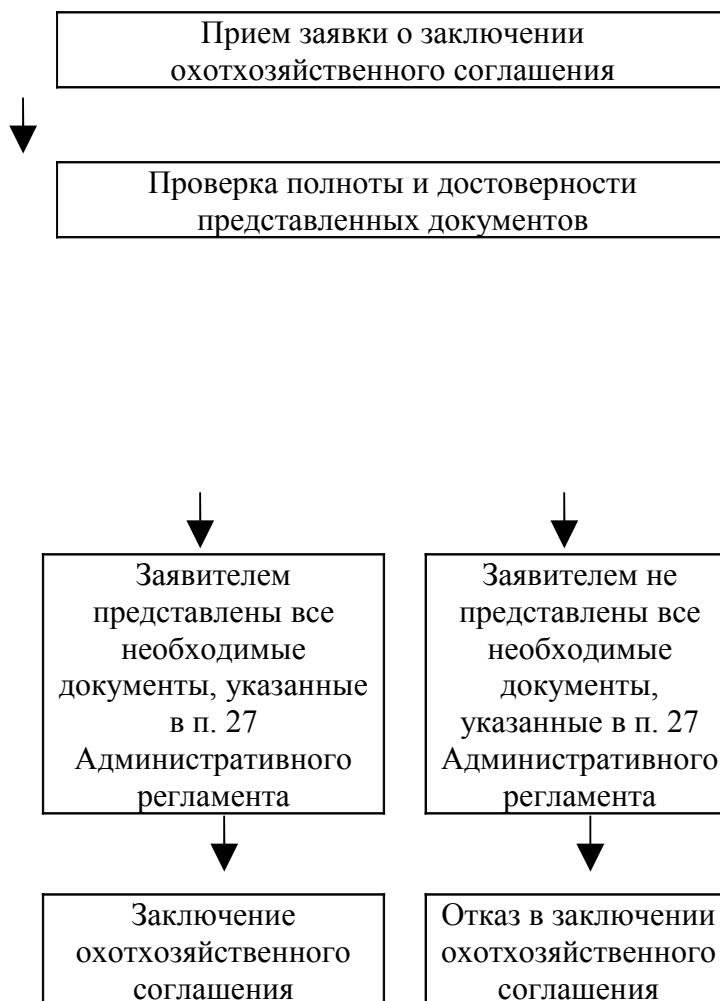 Прием заявки о заключении
охотхозяйственного соглашения
Проверка полноты и достоверности
представленных документов
Заявителем
представлены все
необходимые
документы, указанные
в п. 27
Административного
регламента
Заявителем не
представлены все
необходимые
документы,
указанные в п. 27
Административного
регламента
Заключение
охотхозяйственного
соглашения
Отказ в заключении
охотхозяйственного
соглашения